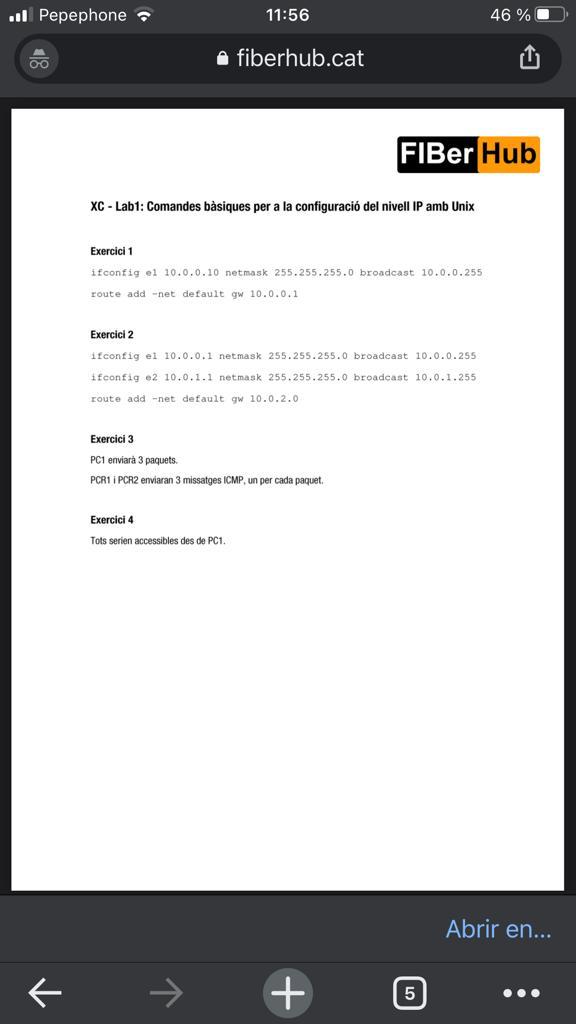 Pepephone
11:56
46 %
fiberhub.cat
FIBer Hub
XC - Lab1: Comandes bàsiques per a la configuració del nivell IP amb Unix
Exercici 1
ifconfig e1 10.0.0.10 netmask 255.255.255.0 broadcast 10.0.0.255
route add -net default gw 10.0.0.1
Exercici 2
ifconfig e1 10.0.0.1 netmask 255.255.255.0 broadcast 10.0.0.255
ifconfig e2 10.0.1.1 netmask 255.255.255.0 broadcast 10.0.1.255
route add -net default gw 10.0.2.0
Exercici 3
PC1 enviarà 3 paquets.
PCR1 i PCR2 enviaran 3 missatges ICMP, un per cada paquet.
Exercici 4
Tots serien accessibles des de PC1.
Abrir en...
5